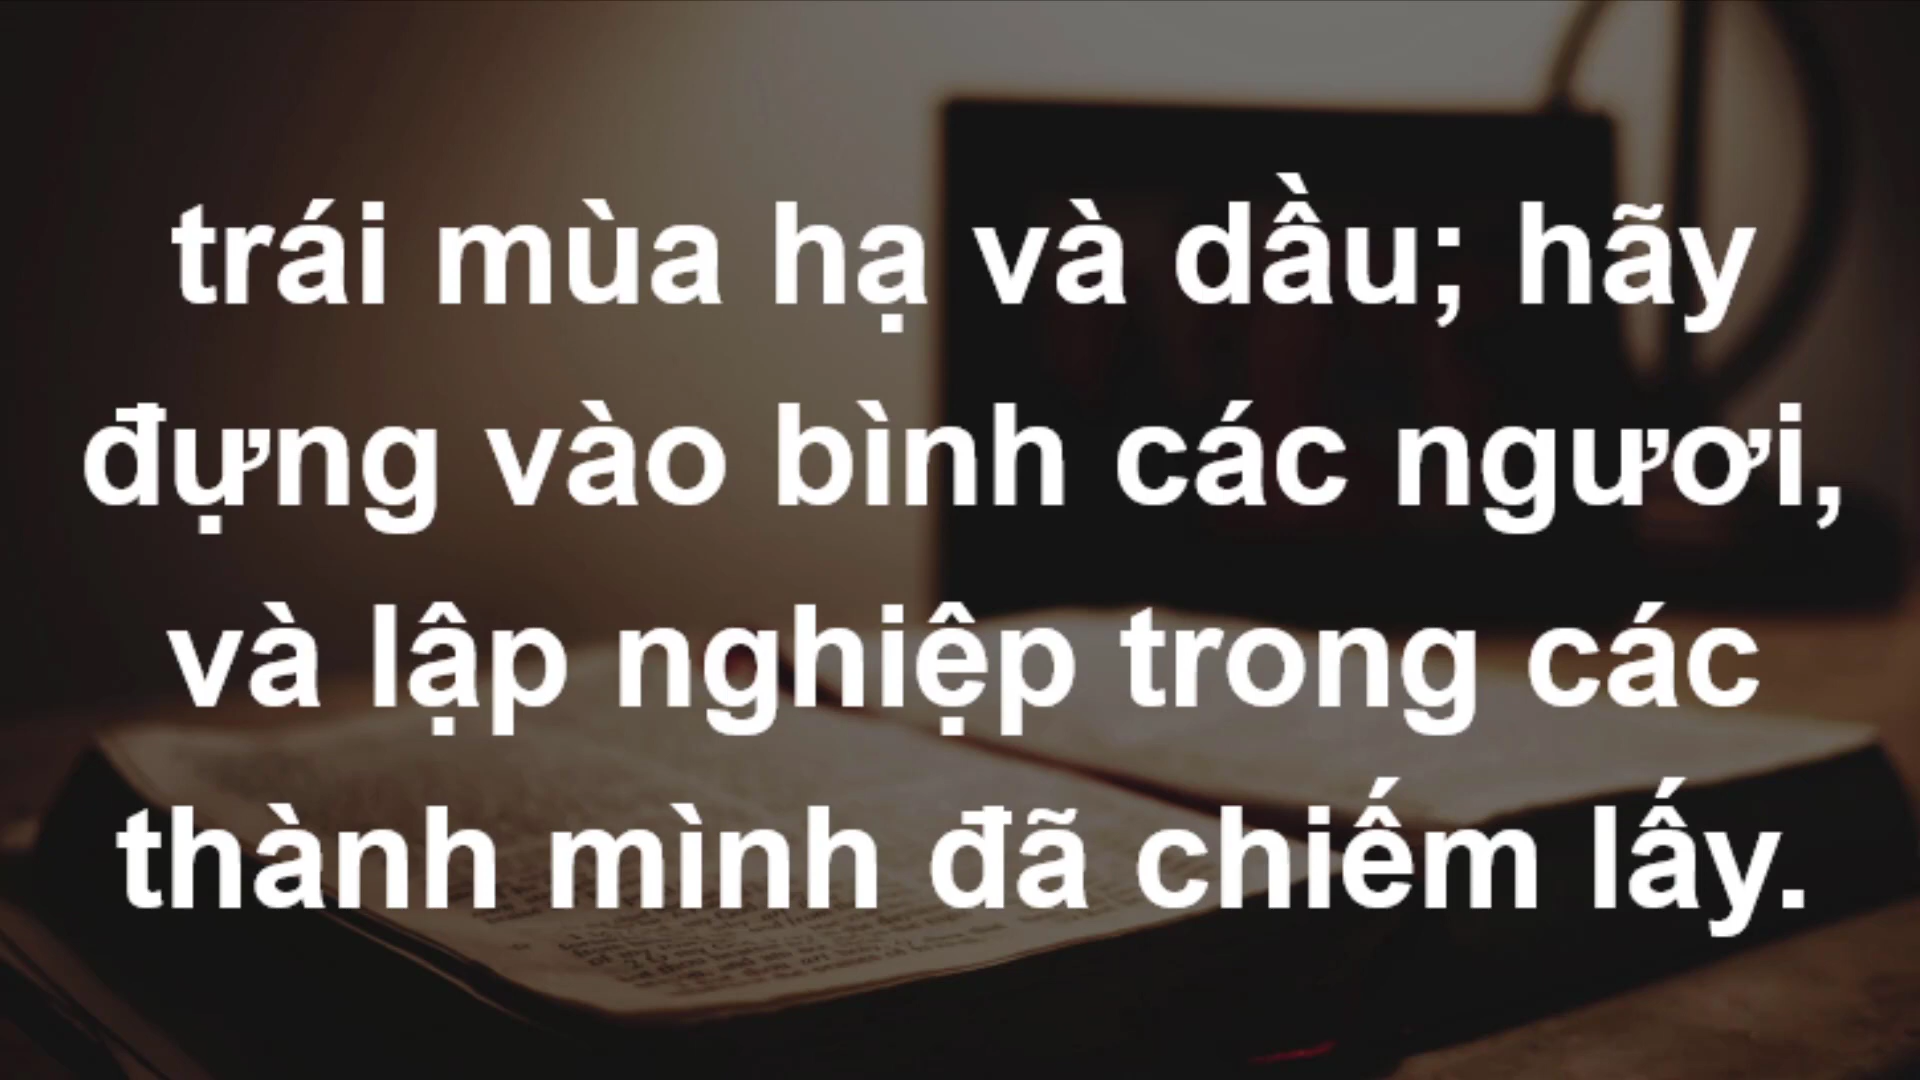 trái mùa hạ và dầu; hãy
đựng vào bình các ngươi,
và lập nghiệp trong các
thành mình đã chiếm lấy.